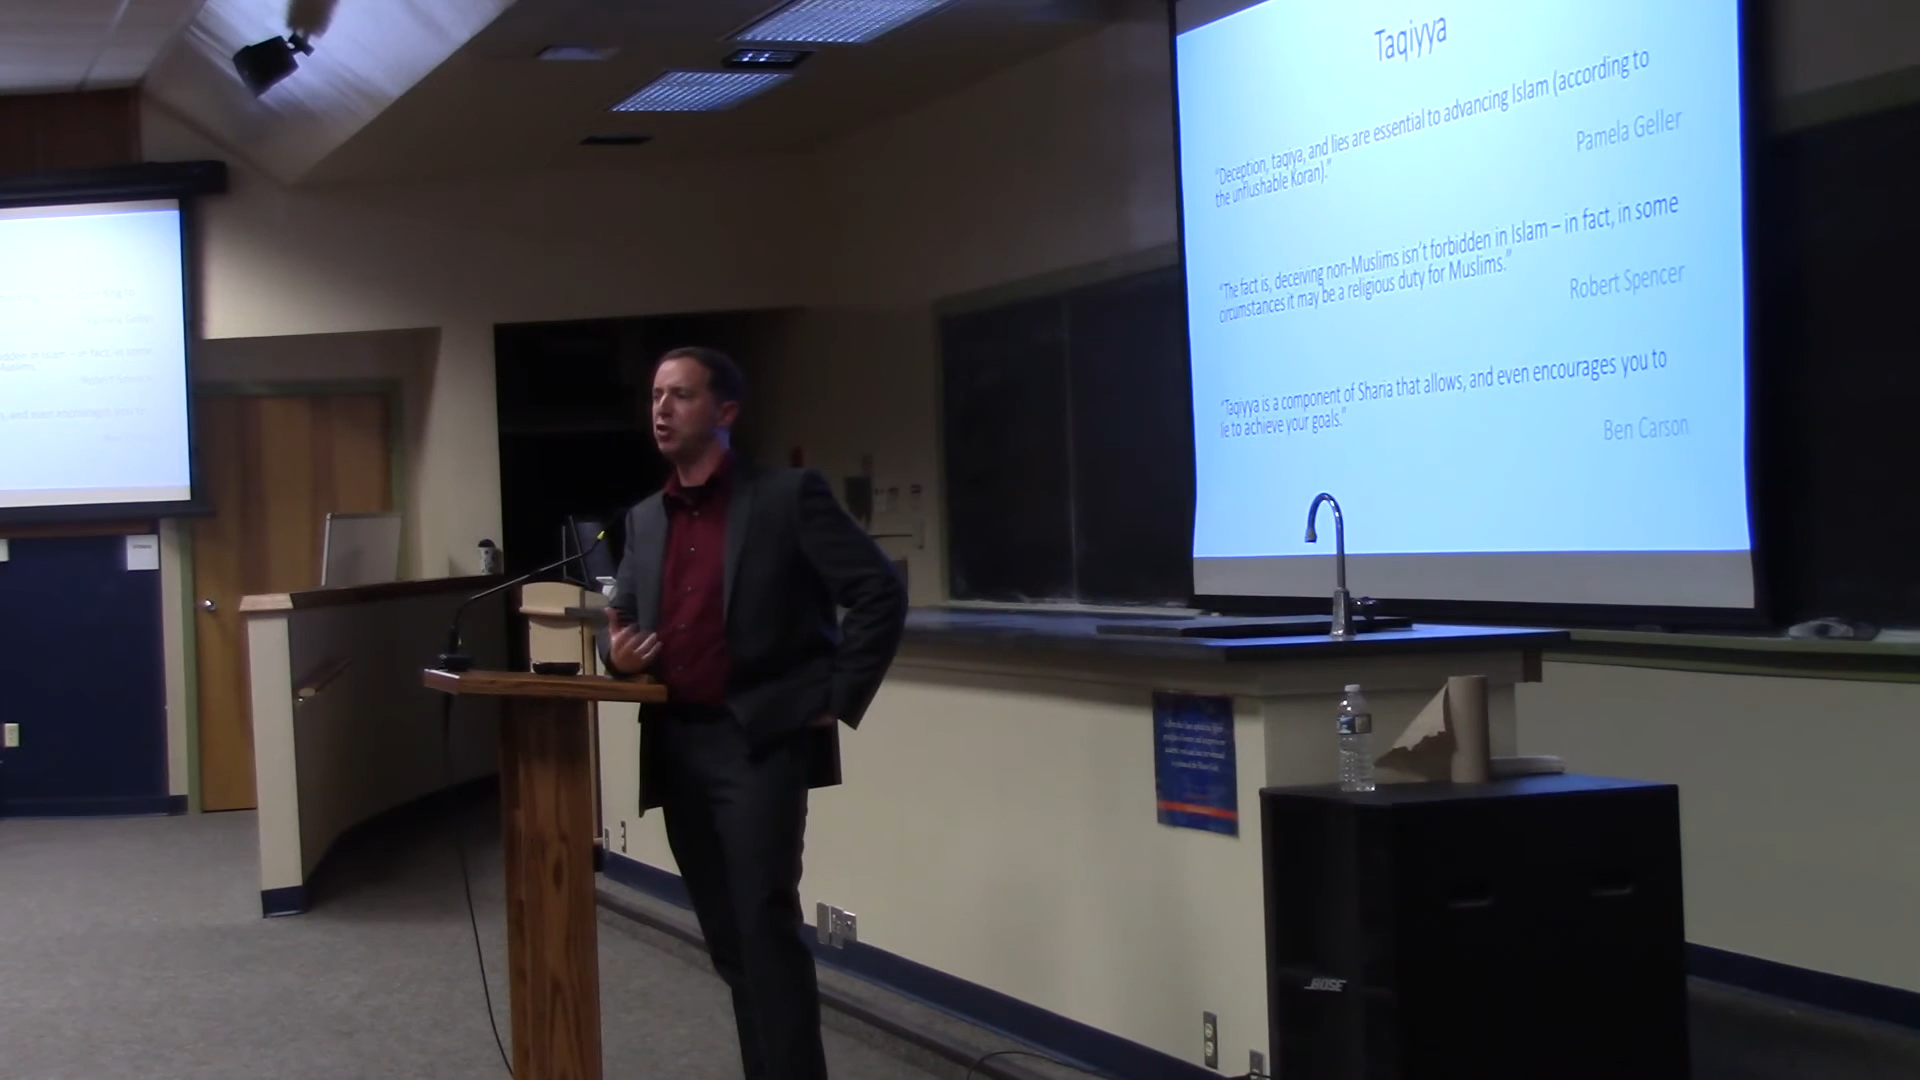 Taqiyya
“Deception, taqiya, and lies are essential to advancing Islam (according to
the unflushable Koran).”
Pamela Geller
“The fact is, deceiving non-Muslims isn’t forbidden in Islam – in fact, in some
circumstances it may be a religious duty for Muslims.”
Robert Spencer
“Taqiyya is a component of Sharia that allows, and even encourages you to
lie to achieve your goals.”
Ben Carson
BOSE